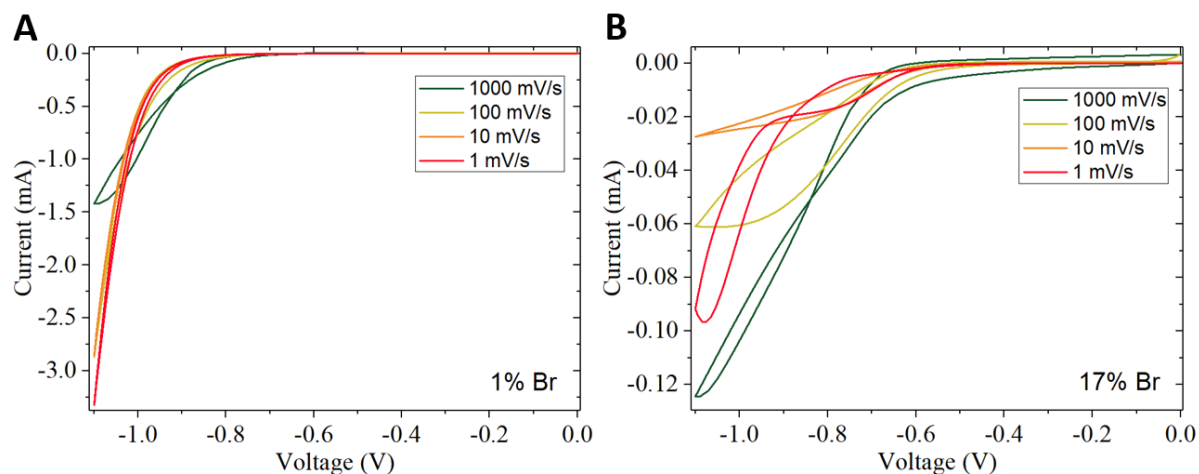 A
0.0
-0.5
-1.0
-1.5
-2.0
-2.5
-3.0
Current (mA)
1000 mV/s
100 mV/s
10 mV/s
1 mV/s
1% Br
-1.0 -0.8 -0.6 -0.4 -0.2 0.0
Voltage (V)
B
0.00
-0.02
-0.04
-0.06
-0.08
-0.10
-0.12
Current (mA)
1000 mV/s
100 mV/s
10 mV/s
1 mV/s
17% Br
-1.0 -0.8 -0.6 -0.4 -0.2 0.0
Voltage (V)